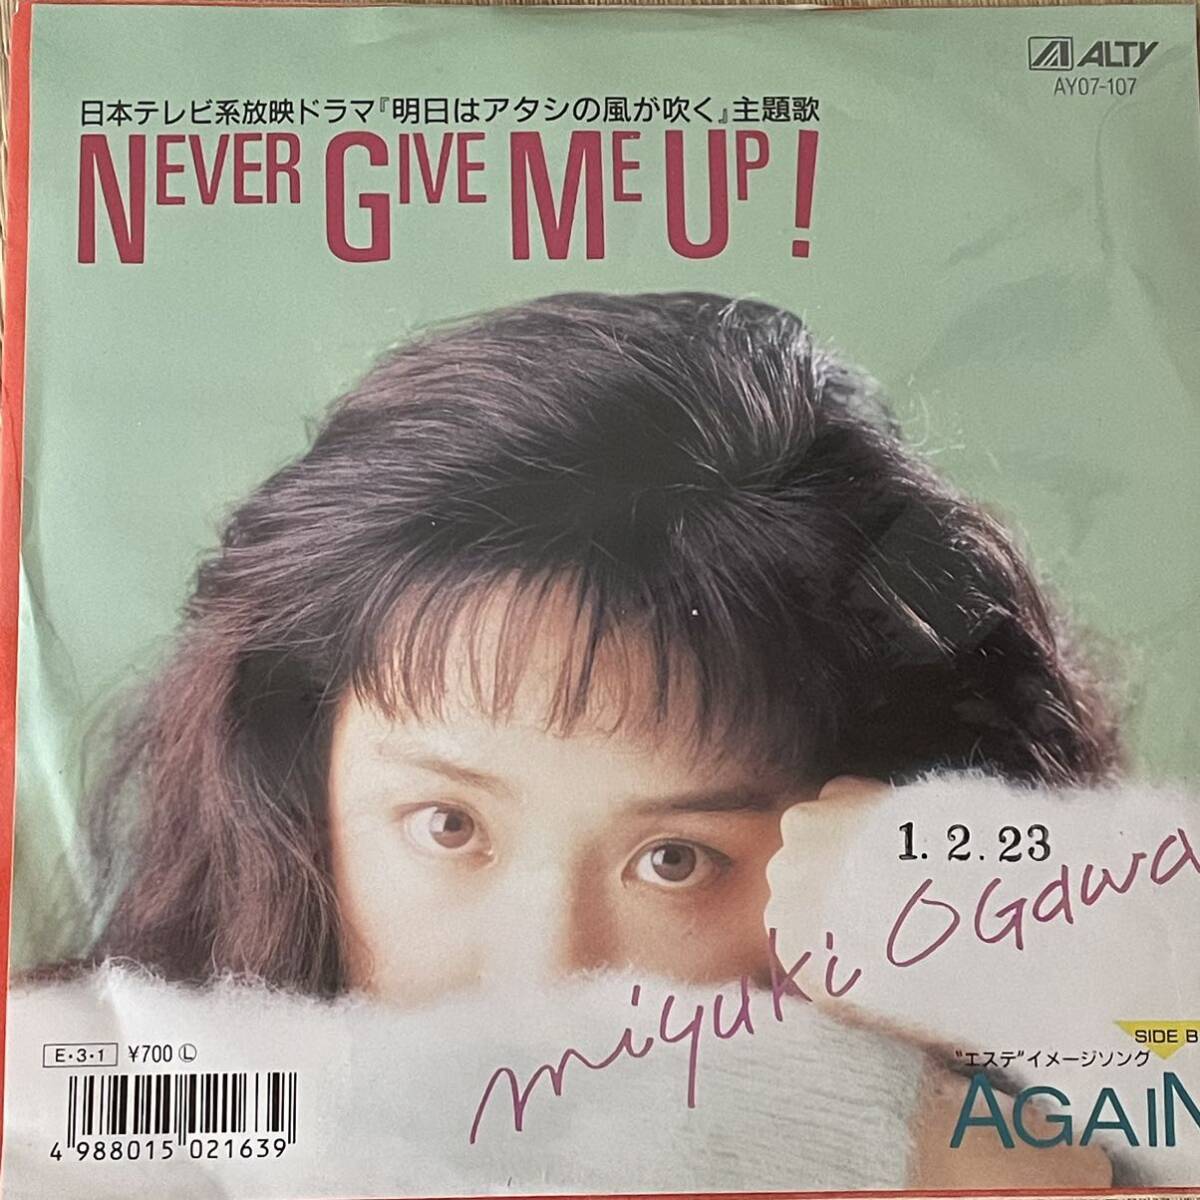 ALTY
AY07-107
日本テレビ系放映ドラマ『明日はアタシの風が吹く』主題歌
NEVER GIVE ME UP!
1. 2. 23
miyuki OGawa
SIDE B
"エステ"イメージソング
AGAIN
E・3・1 ¥700 Ⓛ
4 988015 021639